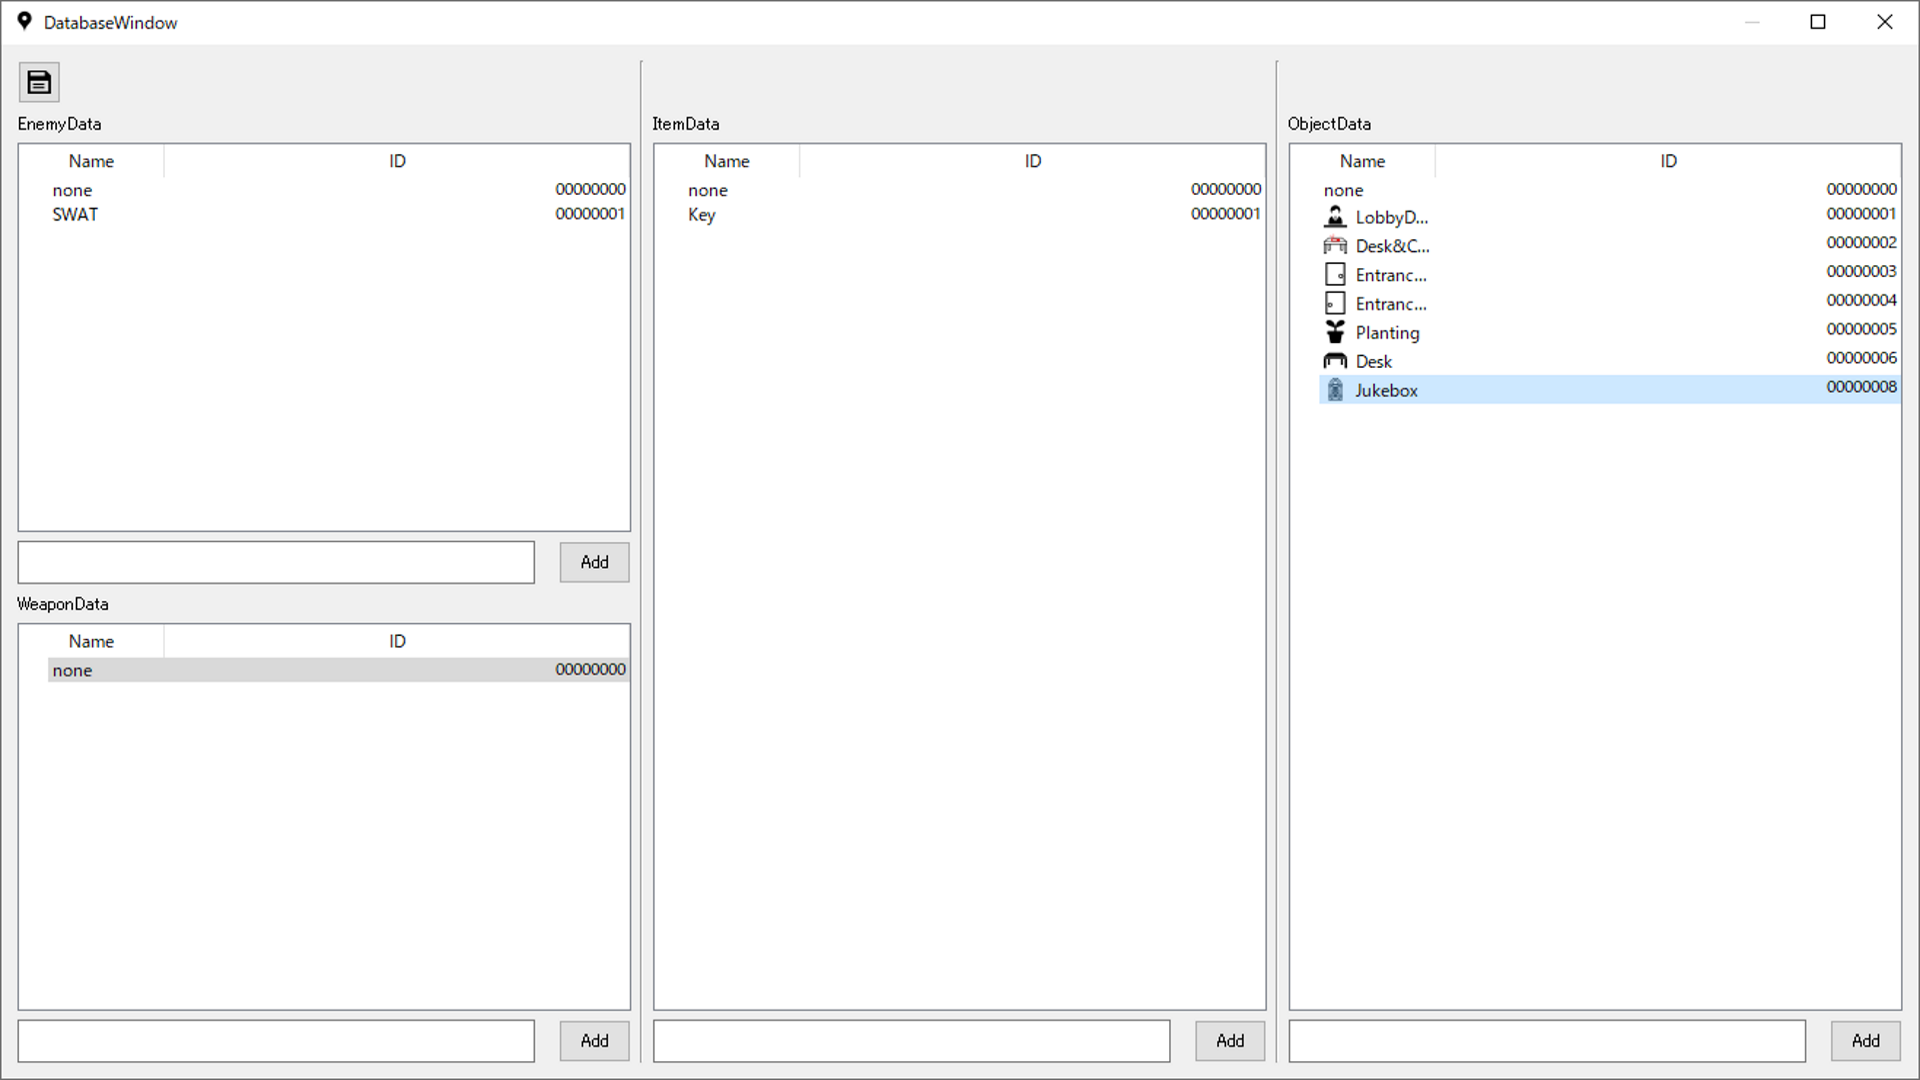 DatabaseWindow
EnemyData
Name ID
none 00000000
SWAT 00000001
Add
WeaponData
Name ID
none 00000000
Add
ItemData
Name ID
none 00000000
Key 00000001
Add
ObjectData
Name ID
none 00000000
LobbyD... 00000001
Desk&C... 00000002
Entranc... 00000003
Entranc... 00000004
Planting 00000005
Desk 00000006
Jukebox 00000008
Add